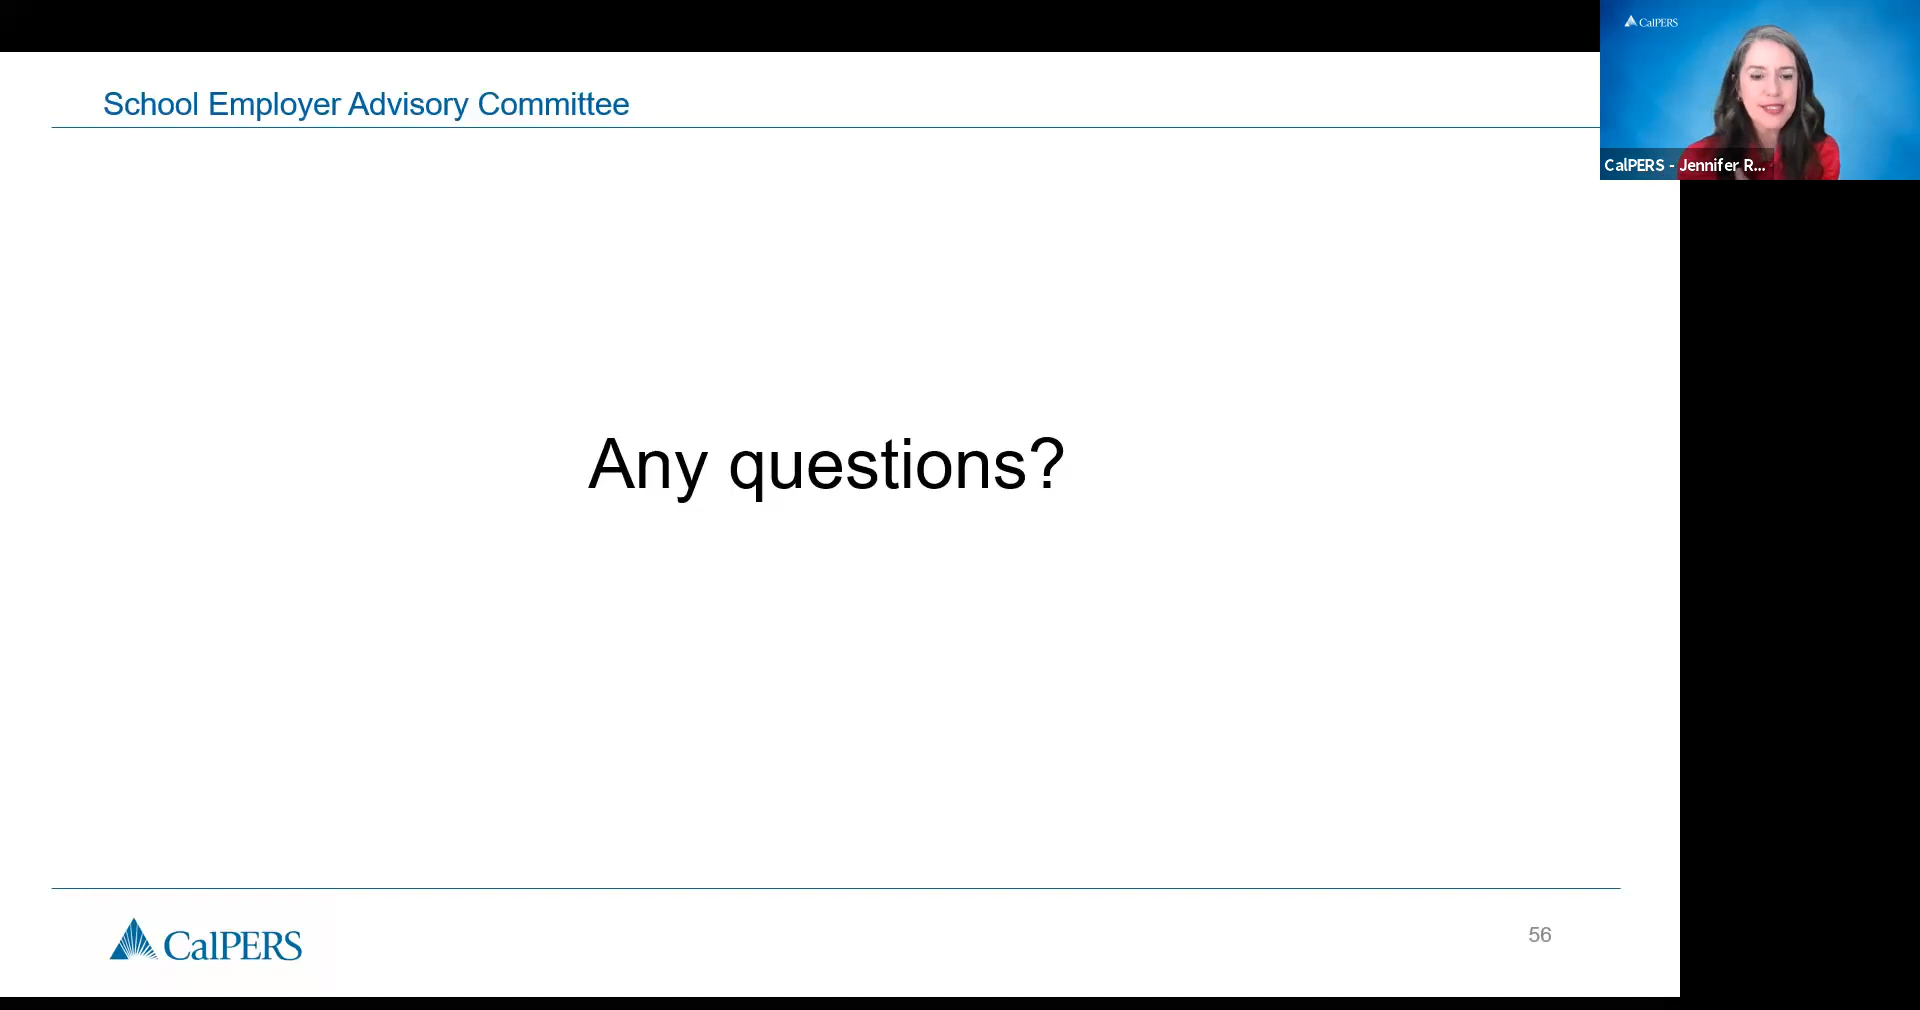 CalPERS
School Employer Advisory Committee
CalPERS - Jennifer R...
Any questions?
CalPERS
56